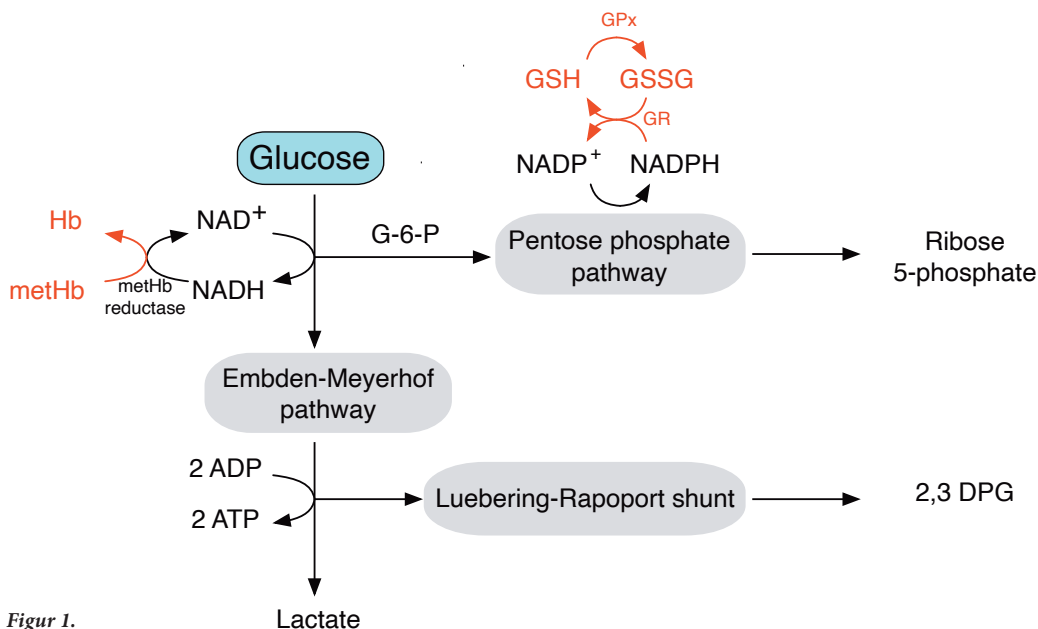 GPx
GSH GSSG
GR
Glucose
NADP+ NADPH
Hb
NAD+
G-6-P
Pentose phosphate
pathway
Ribose
5-phosphate
metHb
metHb
reductase
NADH
Embden-Meyerhof
pathway
2 ADP
Luebering-Rapoport shunt
2,3 DPG
2 ATP
Figur 1.
Lactate